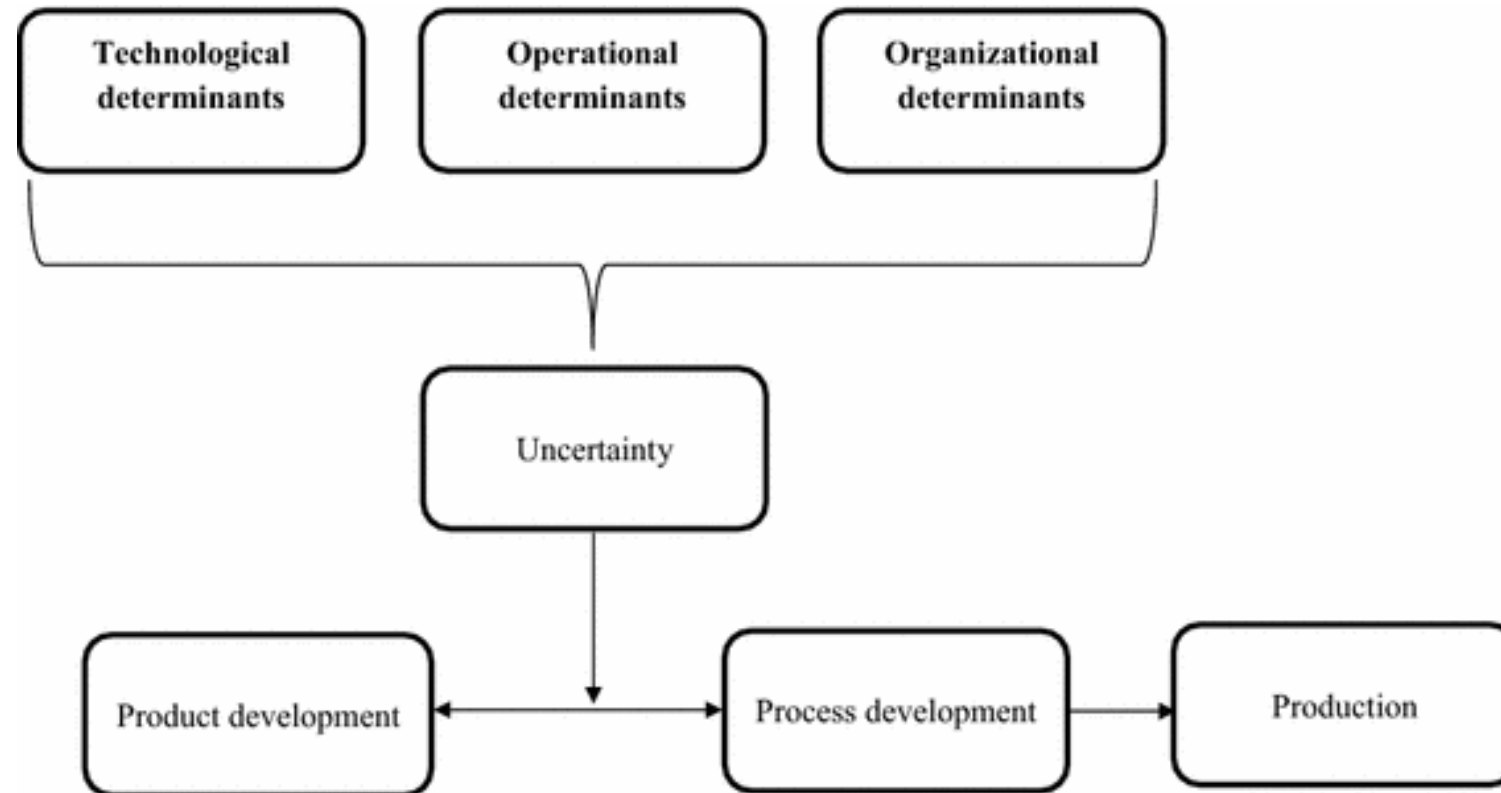 Technological
determinants
Operational
determinants
Organizational
determinants
Uncertainty
Product development
Process development
Production